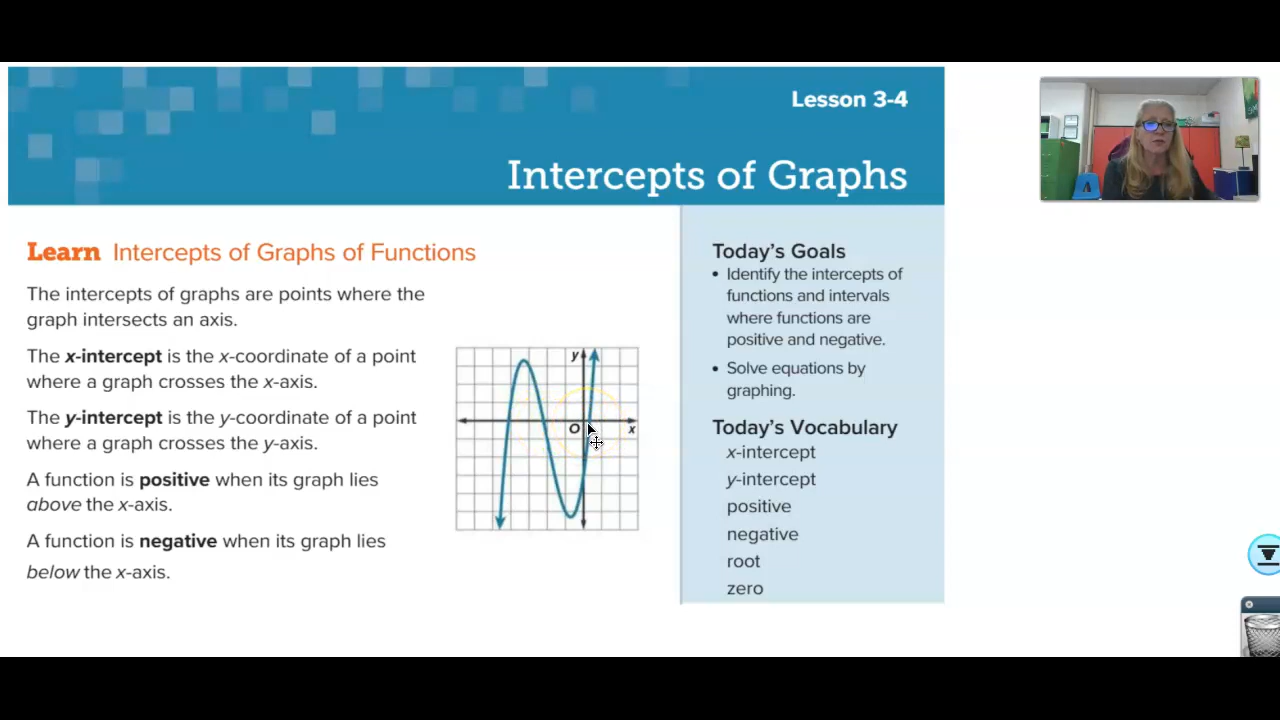 Lesson 3-4
Intercepts of Graphs
Learn Intercepts of Graphs of Functions
The intercepts of graphs are points where the
graph intersects an axis.
The x-intercept is the x-coordinate of a point
where a graph crosses the x-axis.
The y-intercept is the y-coordinate of a point
where a graph crosses the y-axis.
A function is positive when its graph lies
above the x-axis.
A function is negative when its graph lies
below the x-axis.
y
O
x
Today's Goals
• Identify the intercepts of
functions and intervals
where functions are
positive and negative.
• Solve equations by
graphing.
Today's Vocabulary
x-intercept
y-intercept
positive
negative
root
zero